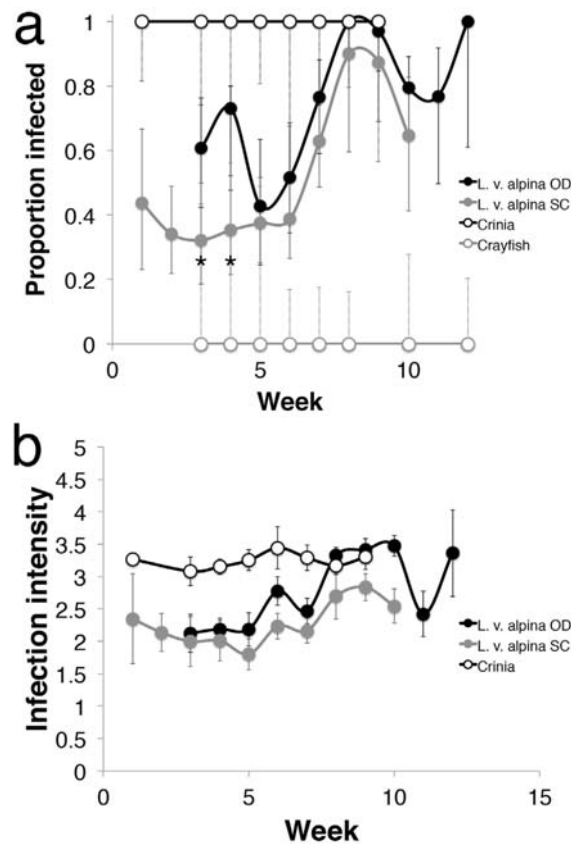 a
Proportion infected
1
0.8
0.6
0.4
0.2
0
* *
0 5 10
Week
L. v. alpina OD
L. v. alpina SC
Crinia
Crayfish
b
Infection intensity
5
4.5
4
3.5
3
2.5
2
1.5
1
0.5
0
0 5 10 15
Week
L. v. alpina OD
L. v. alpina SC
Crinia